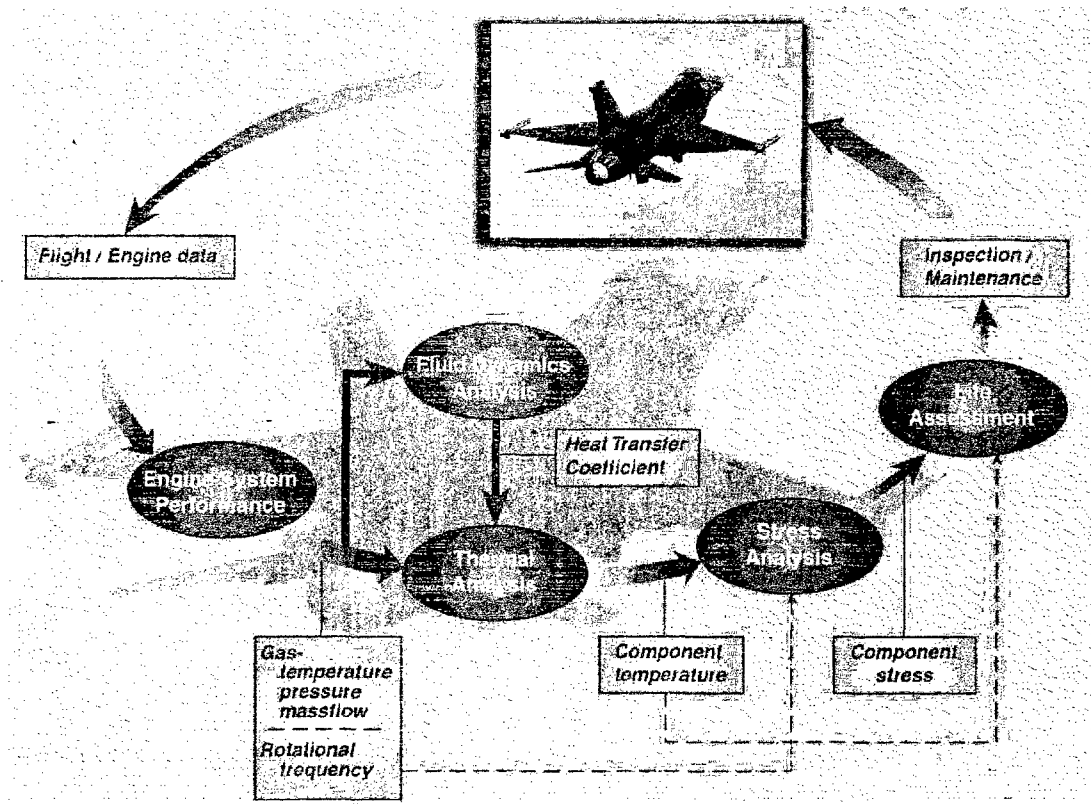 Flight / Engine data
Inspection /
Maintenance
Fluid Dynamics
Analysis
Life
Assessment
Heat Transfer
Coefficient
Engine System
Performance
Stress
Analysis
Thermal
Analysis
Gas-
temperature
pressure
massflow
Rotational
frequency
Component
temperature
Component
stress